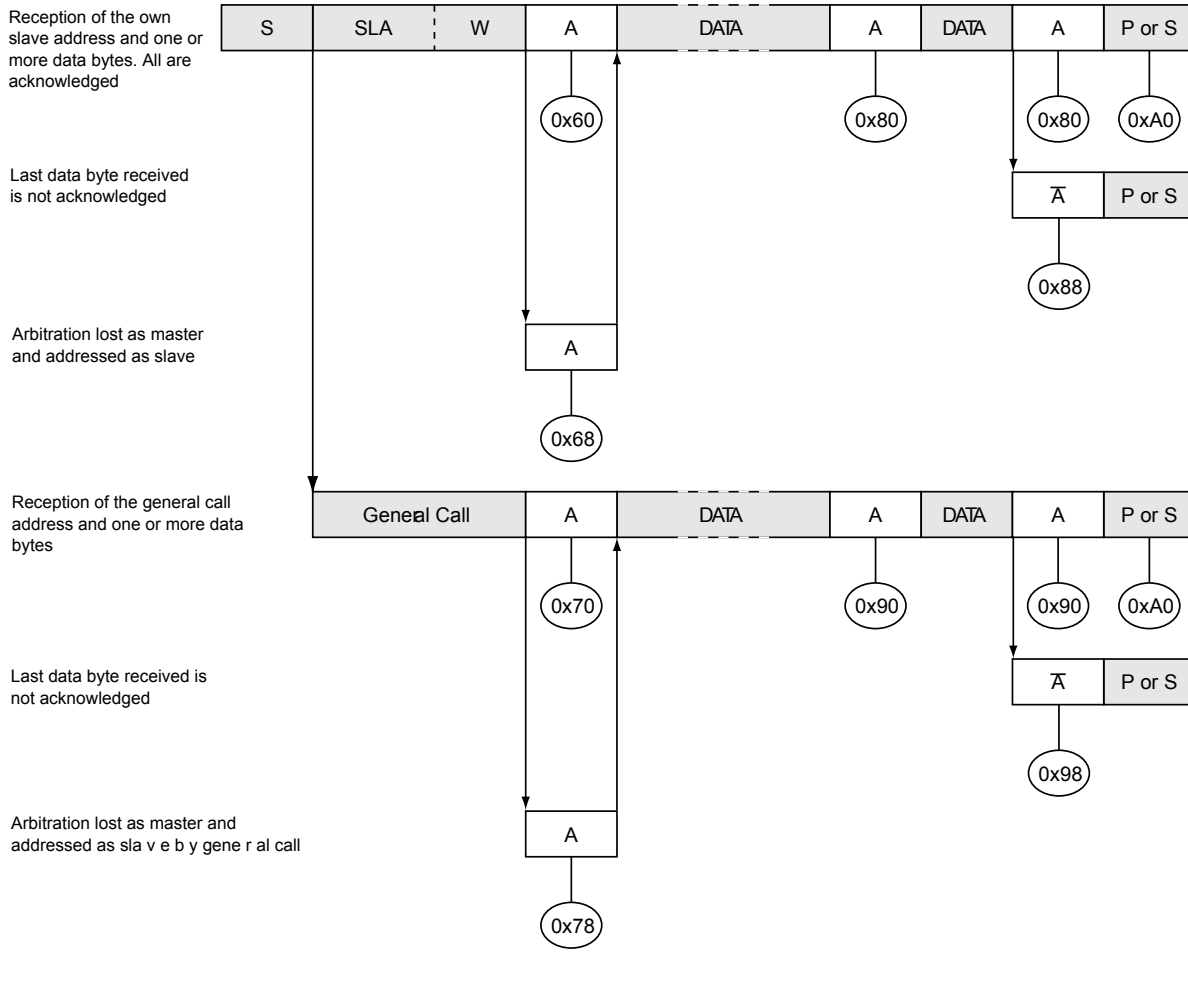 Reception of the own
slave address and one or
more data bytes. All are
acknowledged
S SLA W A DATA A DATA A P or S
0x60 0x80 0x80 0xA0
Last data byte received
is not acknowledged
A̅ P or S
0x88
Arbitration lost as master
and addressed as slave
A
0x68
Reception of the general call
address and one or more data
bytes
General Call A DATA A DATA A P or S
0x70 0x90 0x90 0xA0
Last data byte received is
not acknowledged
A̅ P or S
0x98
Arbitration lost as master and
addressed as sla v e b y gene r al call
A
0x78